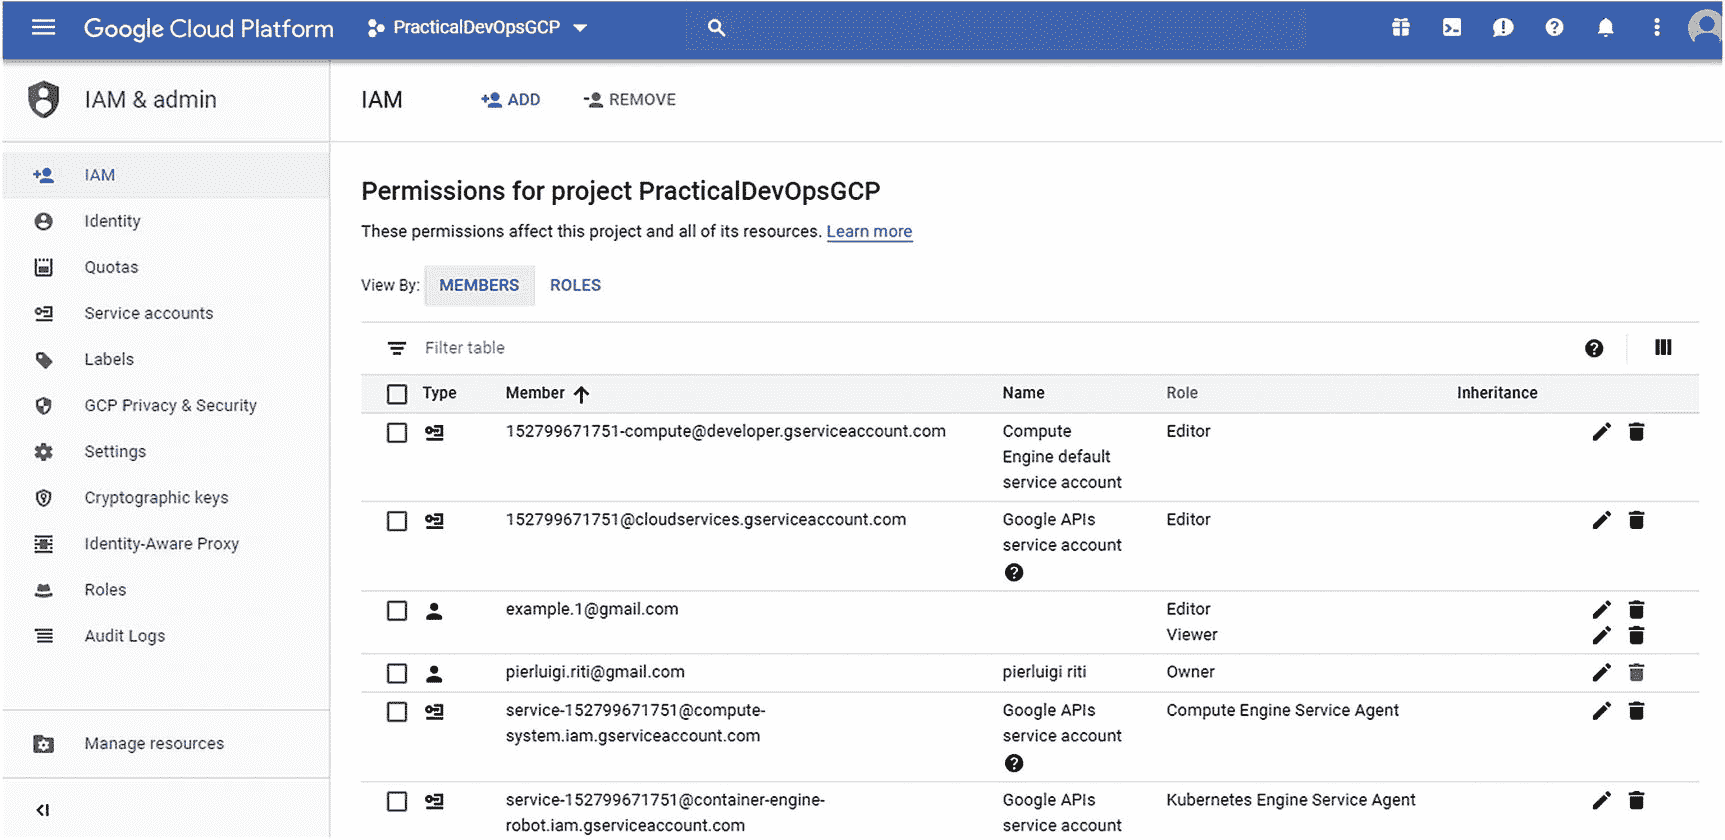 Google Cloud Platform
PracticalDevOpsGCP
IAM & admin
IAM
ADD
REMOVE
IAM
Identity
Quotas
Service accounts
Labels
GCP Privacy & Security
Settings
Cryptographic keys
Identity-Aware Proxy
Roles
Audit Logs
Manage resources
Permissions for project PracticalDevOpsGCP
These permissions affect this project and all of its resources. Learn more
View By: MEMBERS ROLES
Filter table
Type Member Name Role Inheritance
152799671751-compute@developer.gserviceaccount.com Compute Editor
Engine default
service account
152799671751@cloudservices.gserviceaccount.com Google APIs Editor
service account
example.1@gmail.com Editor
Viewer
pierluigi.riti@gmail.com pierluigi riti Owner
service-152799671751@compute- Google APIs Compute Engine Service Agent
system.iam.gserviceaccount.com service account
service-152799671751@container-engine- Google APIs Kubernetes Engine Service Agent
robot.iam.gserviceaccount.com service account